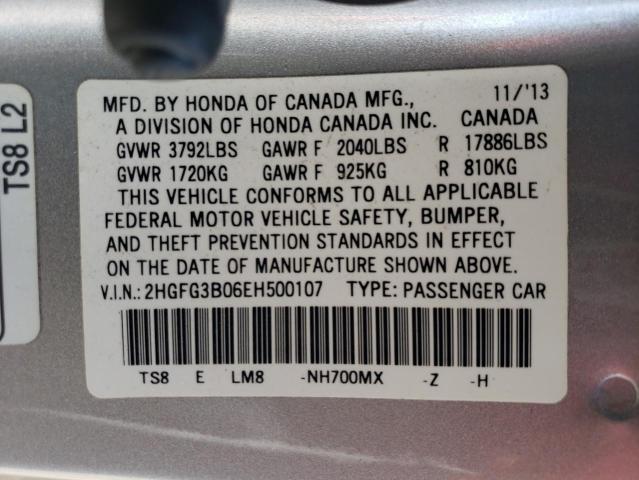 TS8 L2
MFD. BY HONDA OF CANADA MFG., 11/'13
A DIVISION OF HONDA CANADA INC. CANADA
GVWR 3792LBS GAWR F 2040LBS R 17886LBS
GVWR 1720KG GAWR F 925KG R 810KG
THIS VEHICLE CONFORMS TO ALL APPLICABLE
FEDERAL MOTOR VEHICLE SAFETY, BUMPER,
AND THEFT PREVENTION STANDARDS IN EFFECT
ON THE DATE OF MANUFACTURE SHOWN ABOVE.
V.I.N.: 2HGFG3B06EH500107 TYPE: PASSENGER CAR
TS8 E LM8 -NH700MX -Z -H